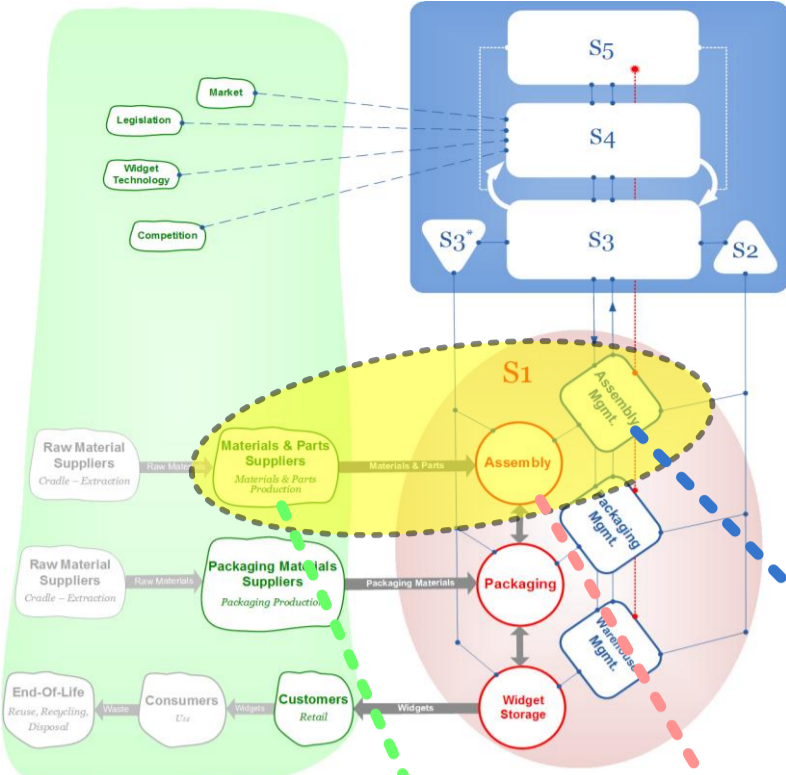 S5
Market
Legislation
S4
Widget
Technology
Competition
S3*
S3
S2
S1
Assembly
Mgmt.
Raw Material
Suppliers
Cradle – Extraction
Raw Materials
Materials & Parts
Suppliers
Materials & Parts
Production
Materials & Parts
Assembly
Packaging
Mgmt.
Raw Material
Suppliers
Cradle – Extraction
Raw Materials
Packaging Materials
Suppliers
Packaging Production
Packaging Materials
Packaging
Warehouse
Mgmt.
End-Of-Life
Reuse, Recycling,
Disposal
Waste
Consumers
Use
Widgets
Customers
Retail
Widgets
Widget
Storage